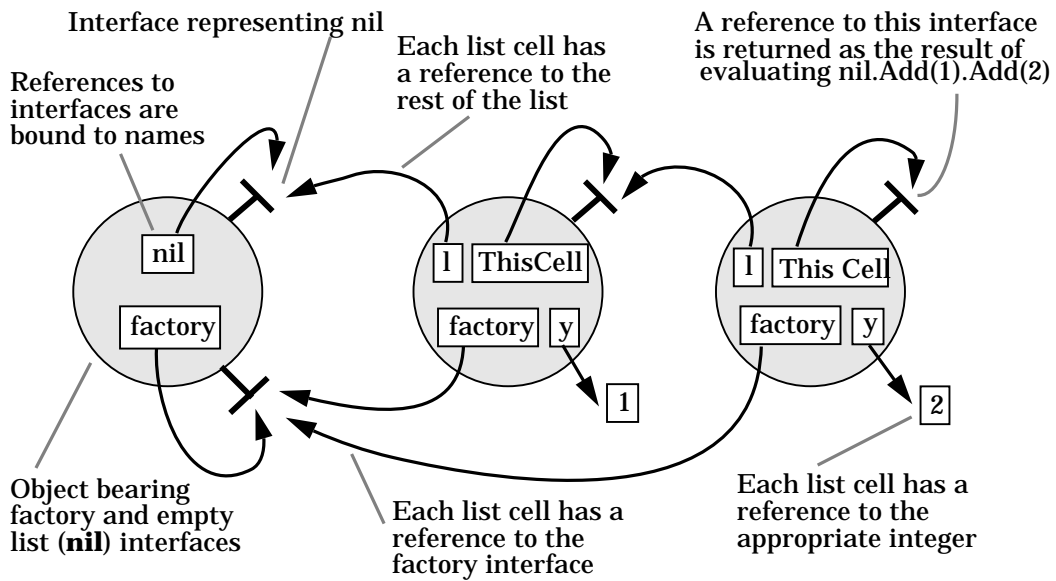 Interface representing nil
References to
interfaces are
bound to names
Each list cell has
a reference to the
rest of the list
A reference to this interface
is returned as the result of
evaluating nil.Add(1).Add(2)
nil
factory
l
ThisCell
factory
y
1
l
This Cell
factory
y
2
Object bearing
factory and empty
list (nil) interfaces
Each list cell has a
reference to the
factory interface
Each list cell has a
reference to the
appropriate integer